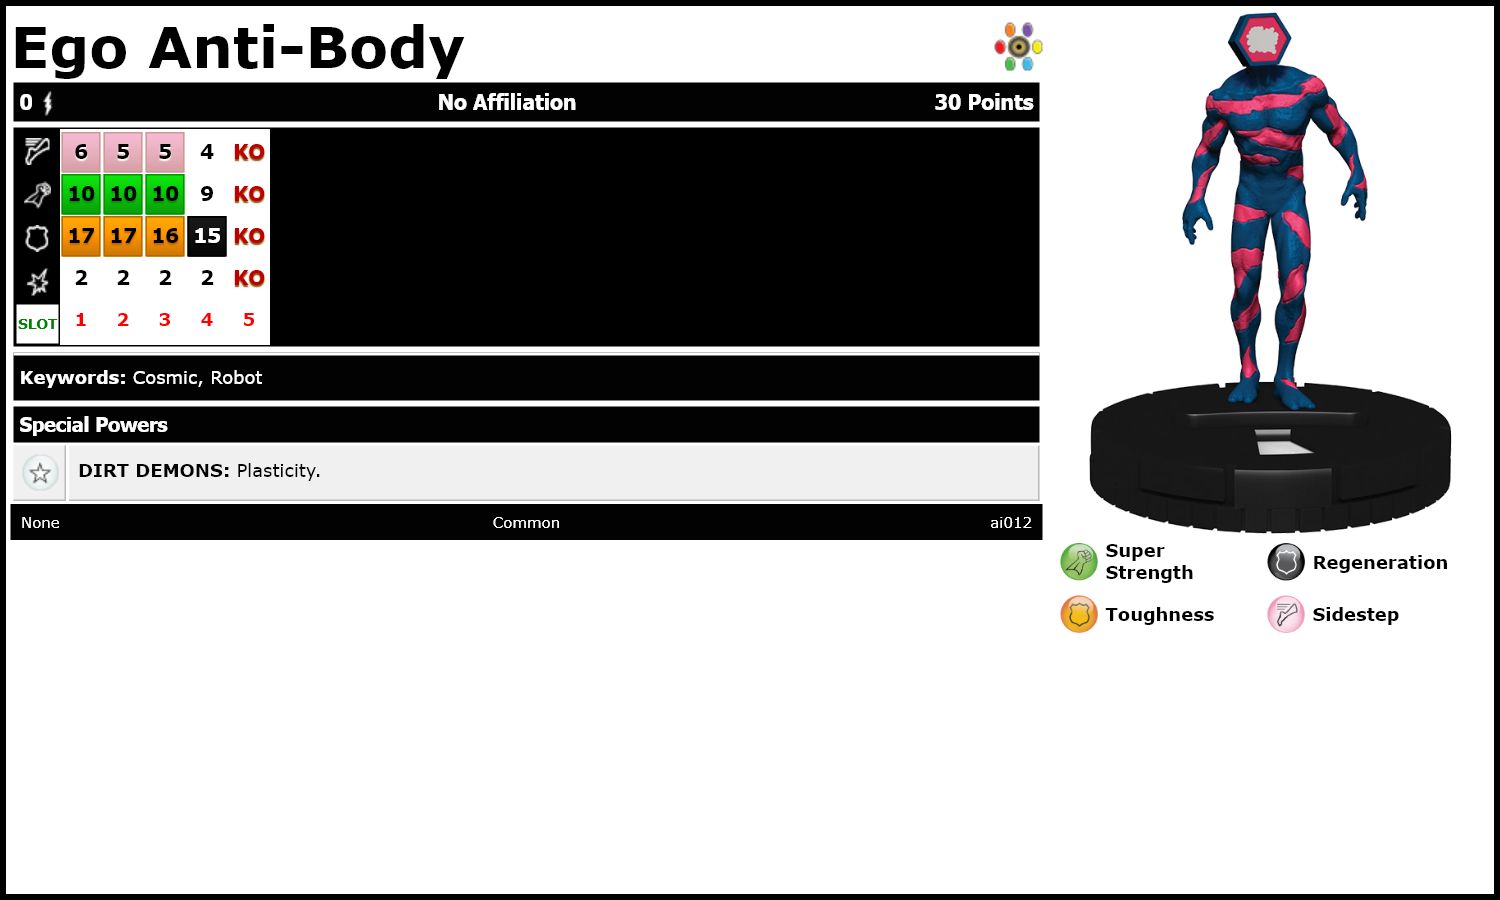 Ego Anti-Body
0 No Affiliation 30 Points
6 5 5 4 KO
10 10 10 9 KO
17 17 16 15 KO
2 2 2 2 KO
SLOT 1 2 3 4 5
Keywords: Cosmic, Robot
Special Powers
DIRT DEMONS: Plasticity.
None Common ai012
Super
Strength
Regeneration
Toughness
Sidestep